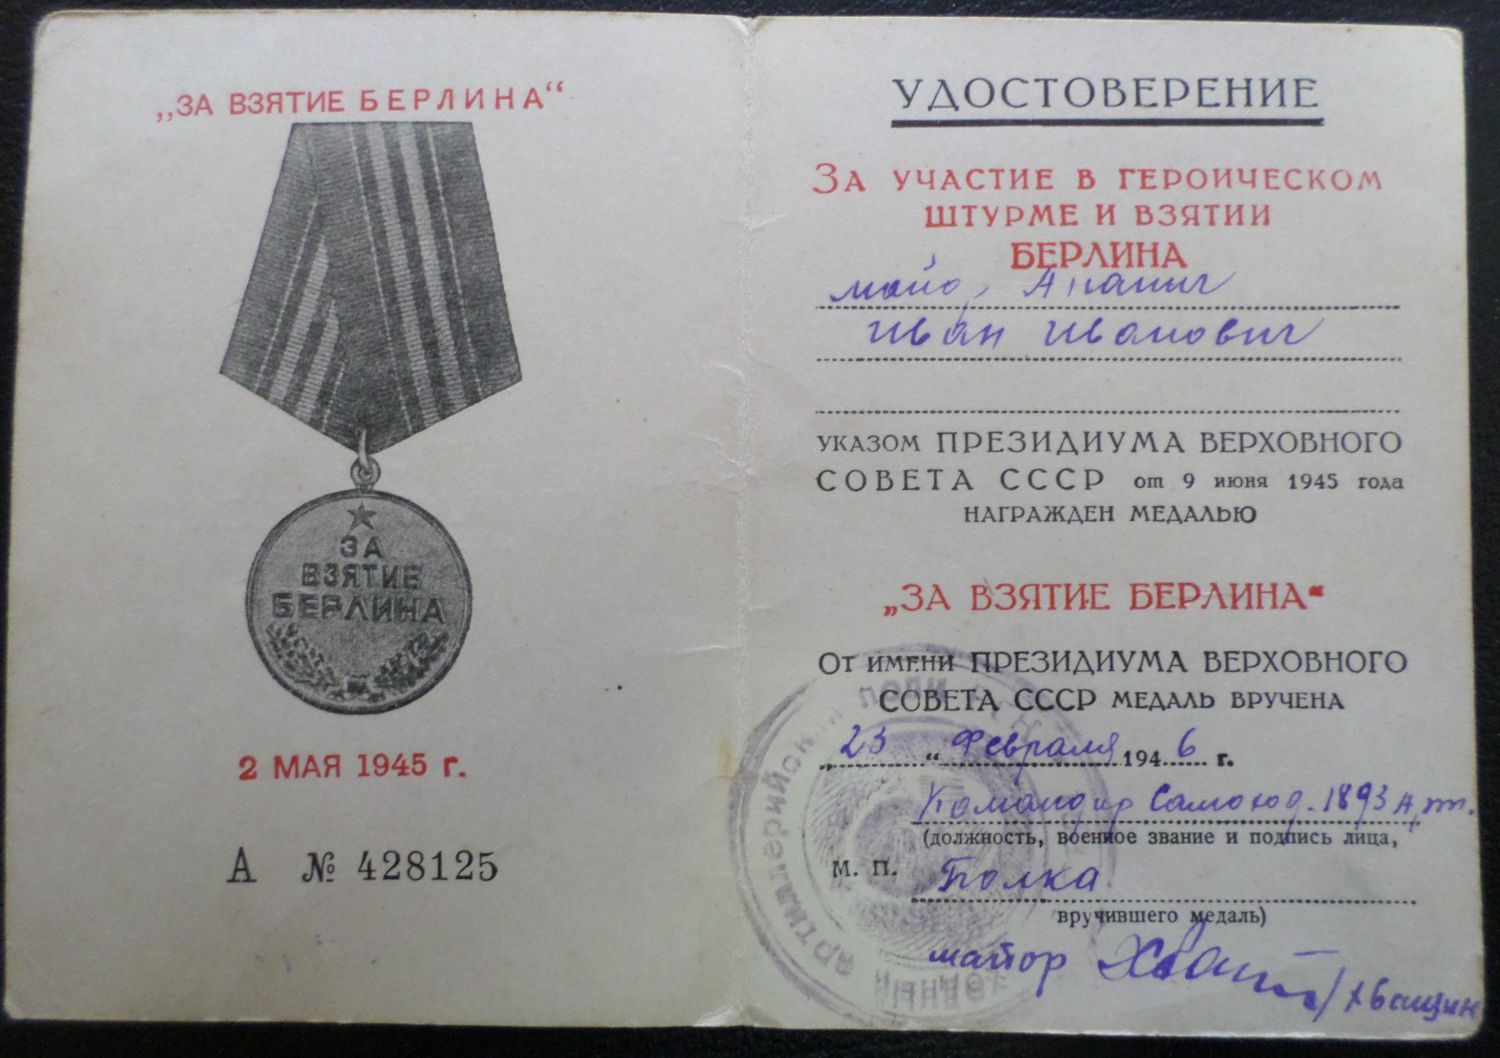 „ЗА ВЗЯТИЕ БЕРЛИНА“
ЗА
ВЗЯТИЕ
БЕРЛИНА
2 МАЯ 1945 г.
А № 428125
УДОСТОВЕРЕНИЕ
ЗА УЧАСТИЕ В ГЕРОИЧЕСКОМ
ШТУРМЕ И ВЗЯТИИ
БЕРЛИНА
майор
Иван Иванович
УКАЗОМ ПРЕЗИДИУМА ВЕРХОВНОГО
СОВЕТА СССР от 9 июня 1945 года
НАГРАЖДЕН МЕДАЛЬЮ
„ЗА ВЗЯТИЕ БЕРЛИНА“
ОТ ИМЕНИ ПРЕЗИДИУМА ВЕРХОВНОГО
СОВЕТА СССР МЕДАЛЬ ВРУЧЕНА
„23“ Февраля 1946 г.
Командир Самоход. 1893 Арт.
(должность, военное звание и подпись лица,
М. П. Полка
вручившего медаль)
майор